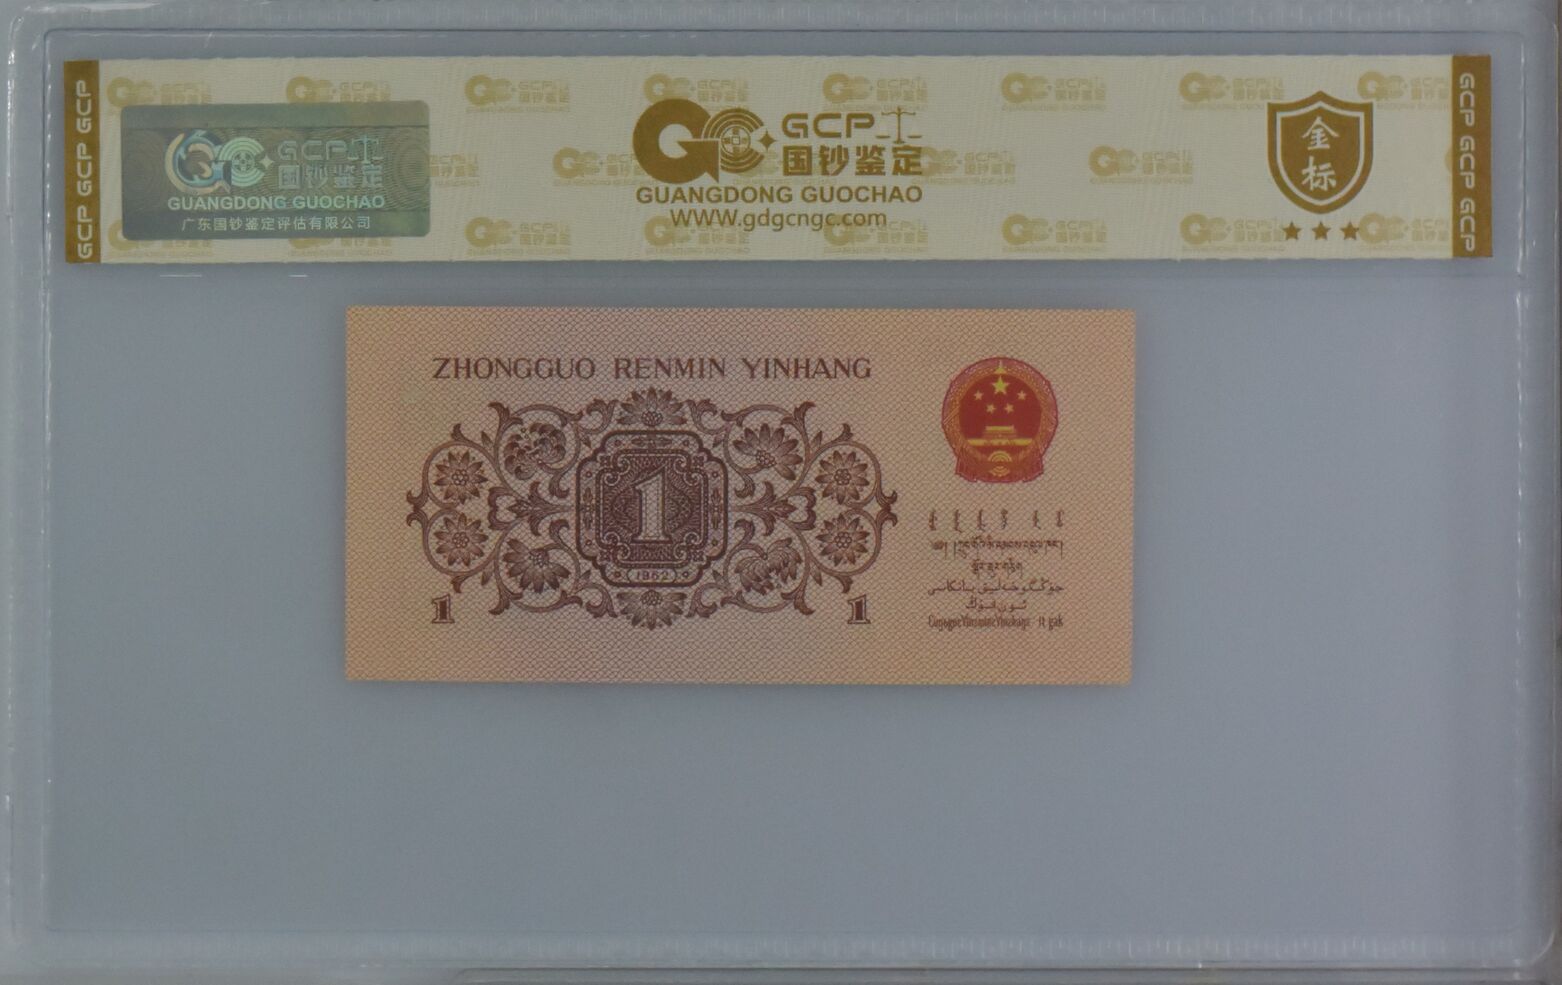 GCP GCP GCP
GCP
国钞鉴定
GUANGDONG GUOCHAO
广东国钞鉴定评估有限公司
GCP
国钞鉴定
GUANGDONG GUOCHAO
WWW.gdgcngc.com
金
标
GCP GCP GCP
ZHONGGUO RENMIN YINHANG
1
(1962)
1
1